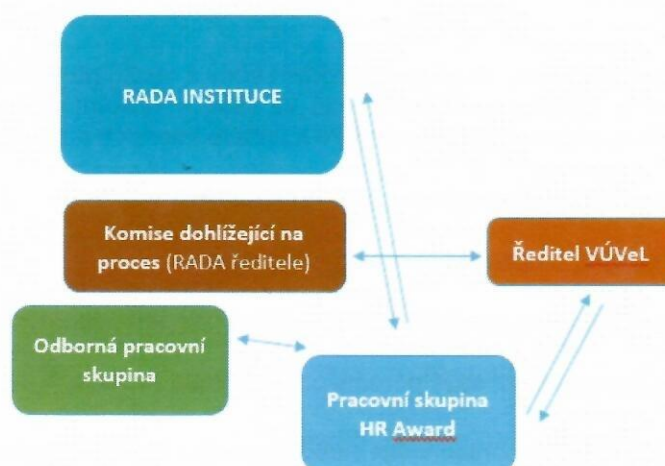 RADA INSTITUCE
Komise dohlížející na
proces (RADA ředitele)
Ředitel VÚVeL
Odborná pracovní
skupina
Pracovní skupina
HR Award